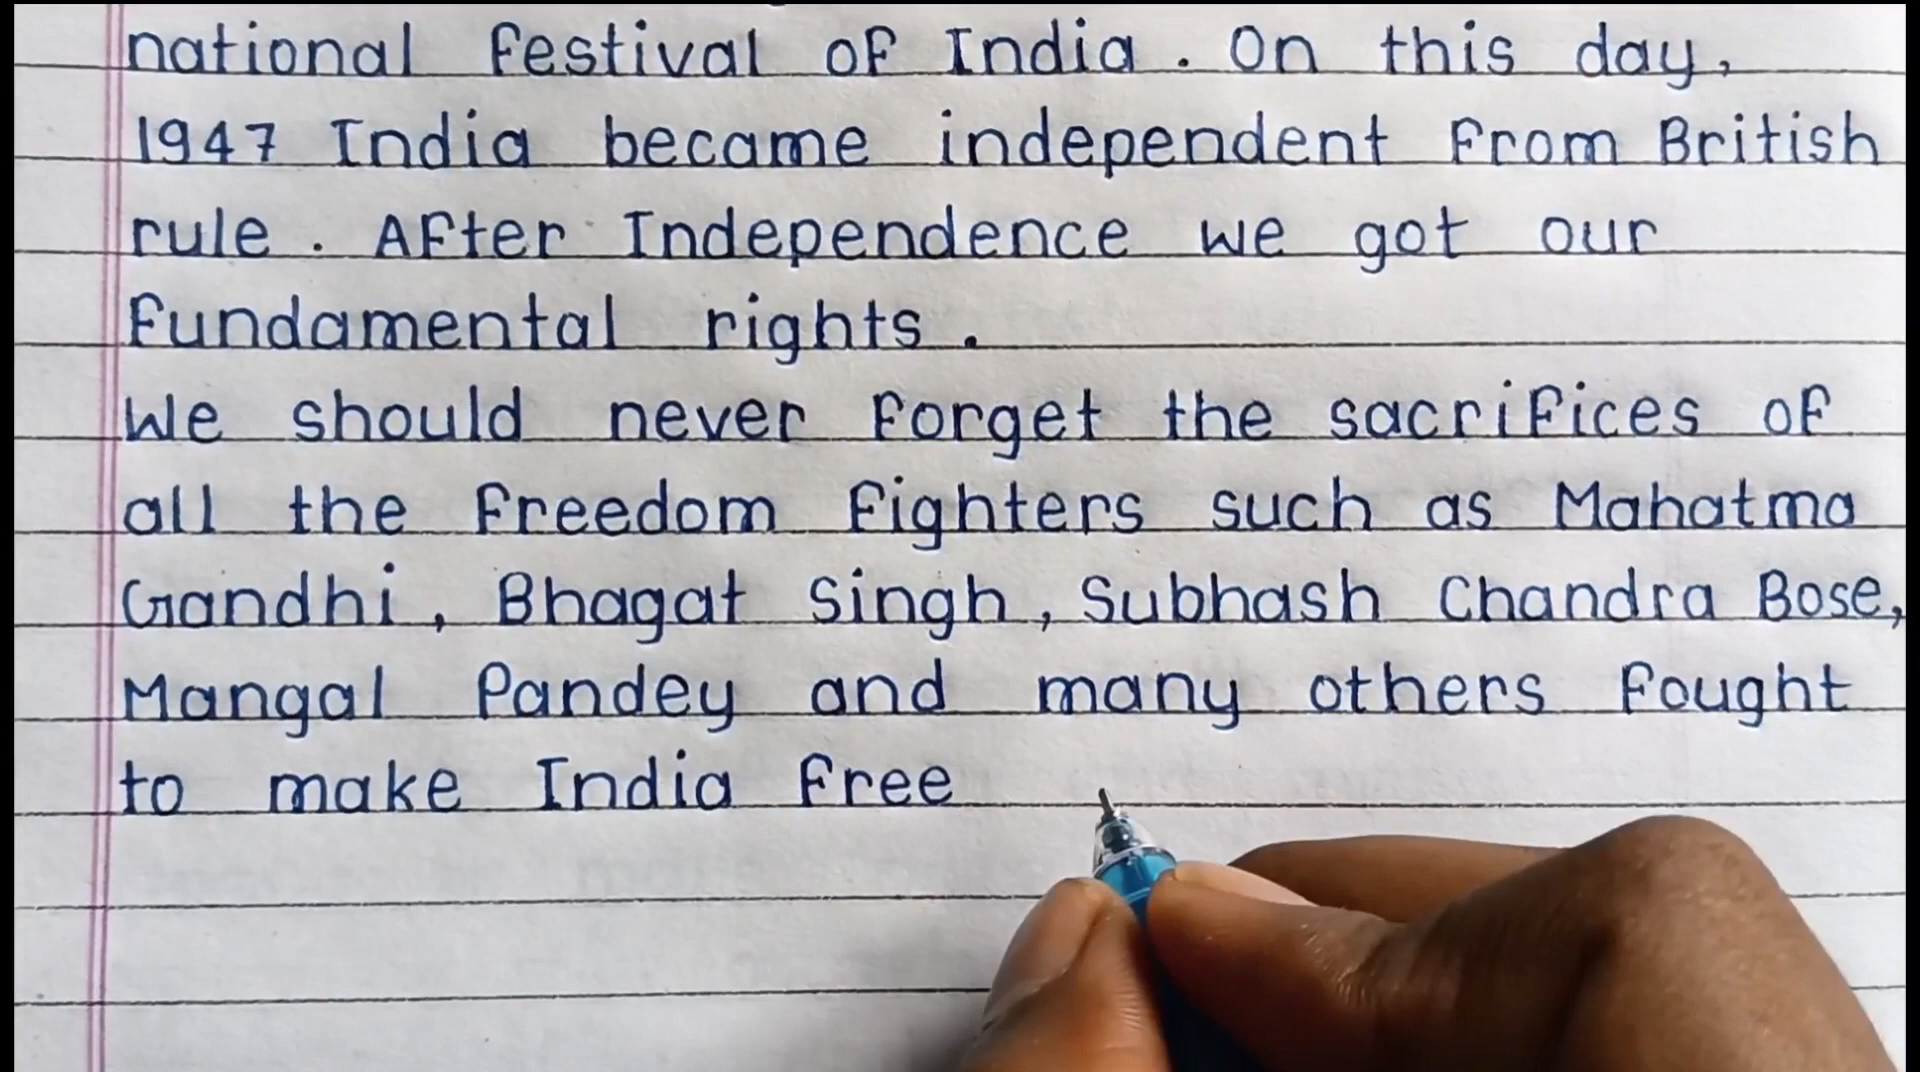 national festival of India. On this day,
1947 India became independent from British
rule. After Independence we got our
fundamental rights.
We should never forget the sacrifices of
all the freedom fighters such as Mahatma
Gandhi, Bhagat Singh, Subhash Chandra Bose,
Mangal Pandey and many others fought
to make India free